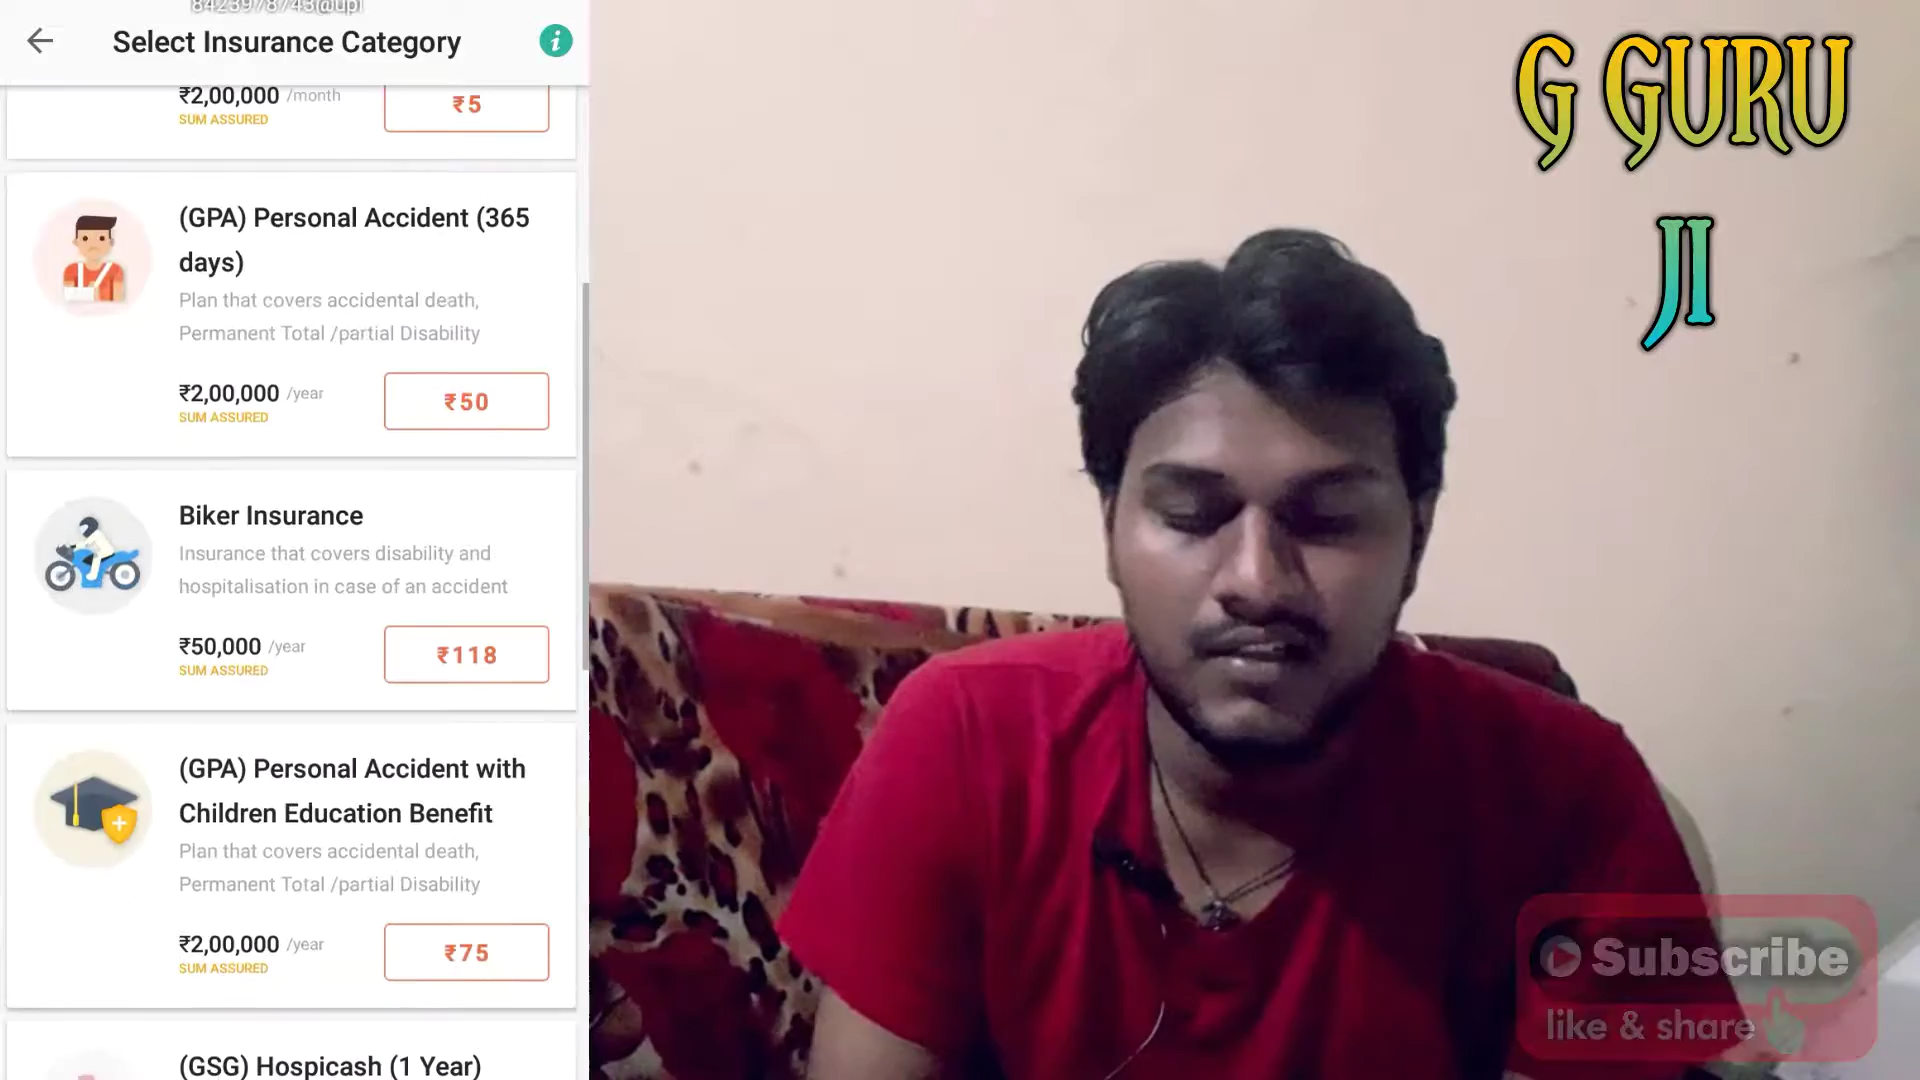 8423978743@upi
Select Insurance Category
i
₹2,00,000 /month
SUM ASSURED
₹5
(GPA) Personal Accident (365
days)
Plan that covers accidental death,
Permanent Total /partial Disability
₹2,00,000 /year
SUM ASSURED
₹50
Biker Insurance
Insurance that covers disability and
hospitalisation in case of an accident
₹50,000 /year
SUM ASSURED
₹118
(GPA) Personal Accident with
Children Education Benefit
Plan that covers accidental death,
Permanent Total /partial Disability
₹2,00,000 /year
SUM ASSURED
₹75
(GSG) Hospicash (1 Year)
G GURU
JI
Subscribe
like & share